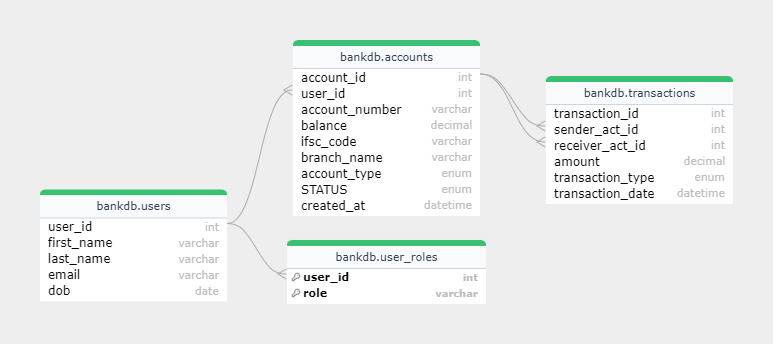 bankdb.accounts
account_id int
user_id int
account_number varchar
balance decimal
ifsc_code varchar
branch_name varchar
account_type enum
STATUS enum
created_at datetime
bankdb.transactions
transaction_id int
sender_act_id int
receiver_act_id int
amount decimal
transaction_type enum
transaction_date datetime
bankdb.users
user_id int
first_name varchar
last_name varchar
email varchar
dob date
bankdb.user_roles
user_id int
role varchar